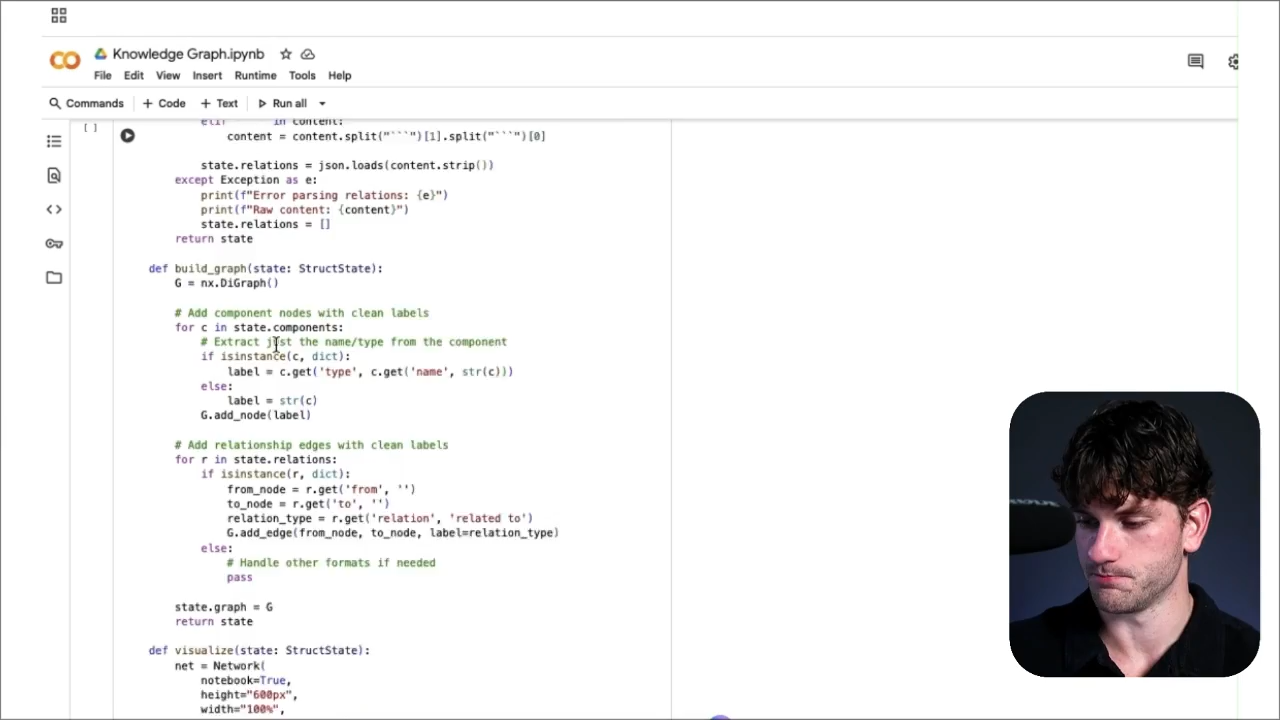 Knowledge Graph.ipynb
File Edit View Insert Runtime Tools Help
Commands + Code + Text Run all
[ ]
in content:
content = content.split("```")[1].split("```")[0]
state.relations = json.loads(content.strip())
except Exception as e:
print(f"Error parsing relations: {e}")
print(f"Raw content: {content}")
state.relations = []
return state
def build_graph(state: StructState):
G = nx.DiGraph()
# Add component nodes with clean labels
for c in state.components:
# Extract just the name/type from the component
if isinstance(c, dict):
label = c.get('type', c.get('name', str(c)))
else:
label = str(c)
G.add_node(label)
# Add relationship edges with clean labels
for r in state.relations:
if isinstance(r, dict):
from_node = r.get('from', '')
to_node = r.get('to', '')
relation_type = r.get('relation', 'related to')
G.add_edge(from_node, to_node, label=relation_type)
else:
# Handle other formats if needed
pass
state.graph = G
return state
def visualize(state: StructState):
net = Network(
notebook=True,
height="600px",
width="100%",